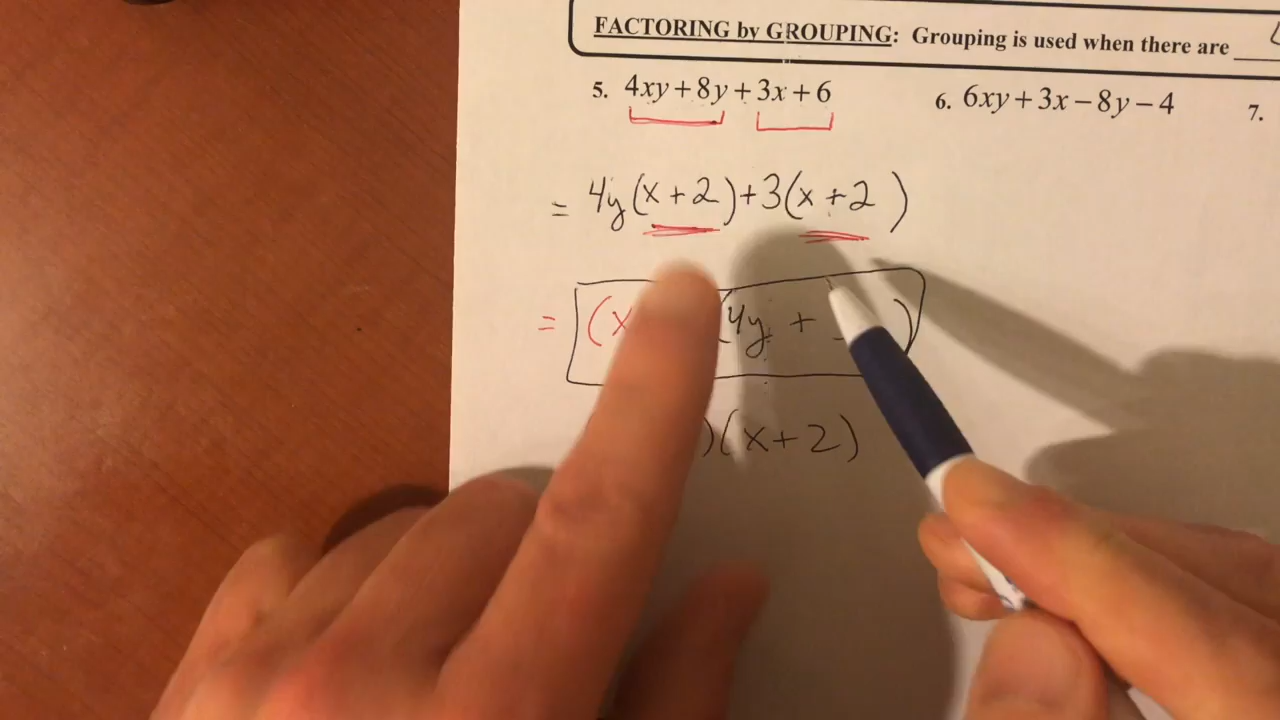 FACTORING by GROUPING: Grouping is used when there are
5. 4xy+8y+3x+6
6. 6xy+3x-8y-4
7.
= 4y(x+2)+3(x+2)
= (x (4y + )
)(x+2)